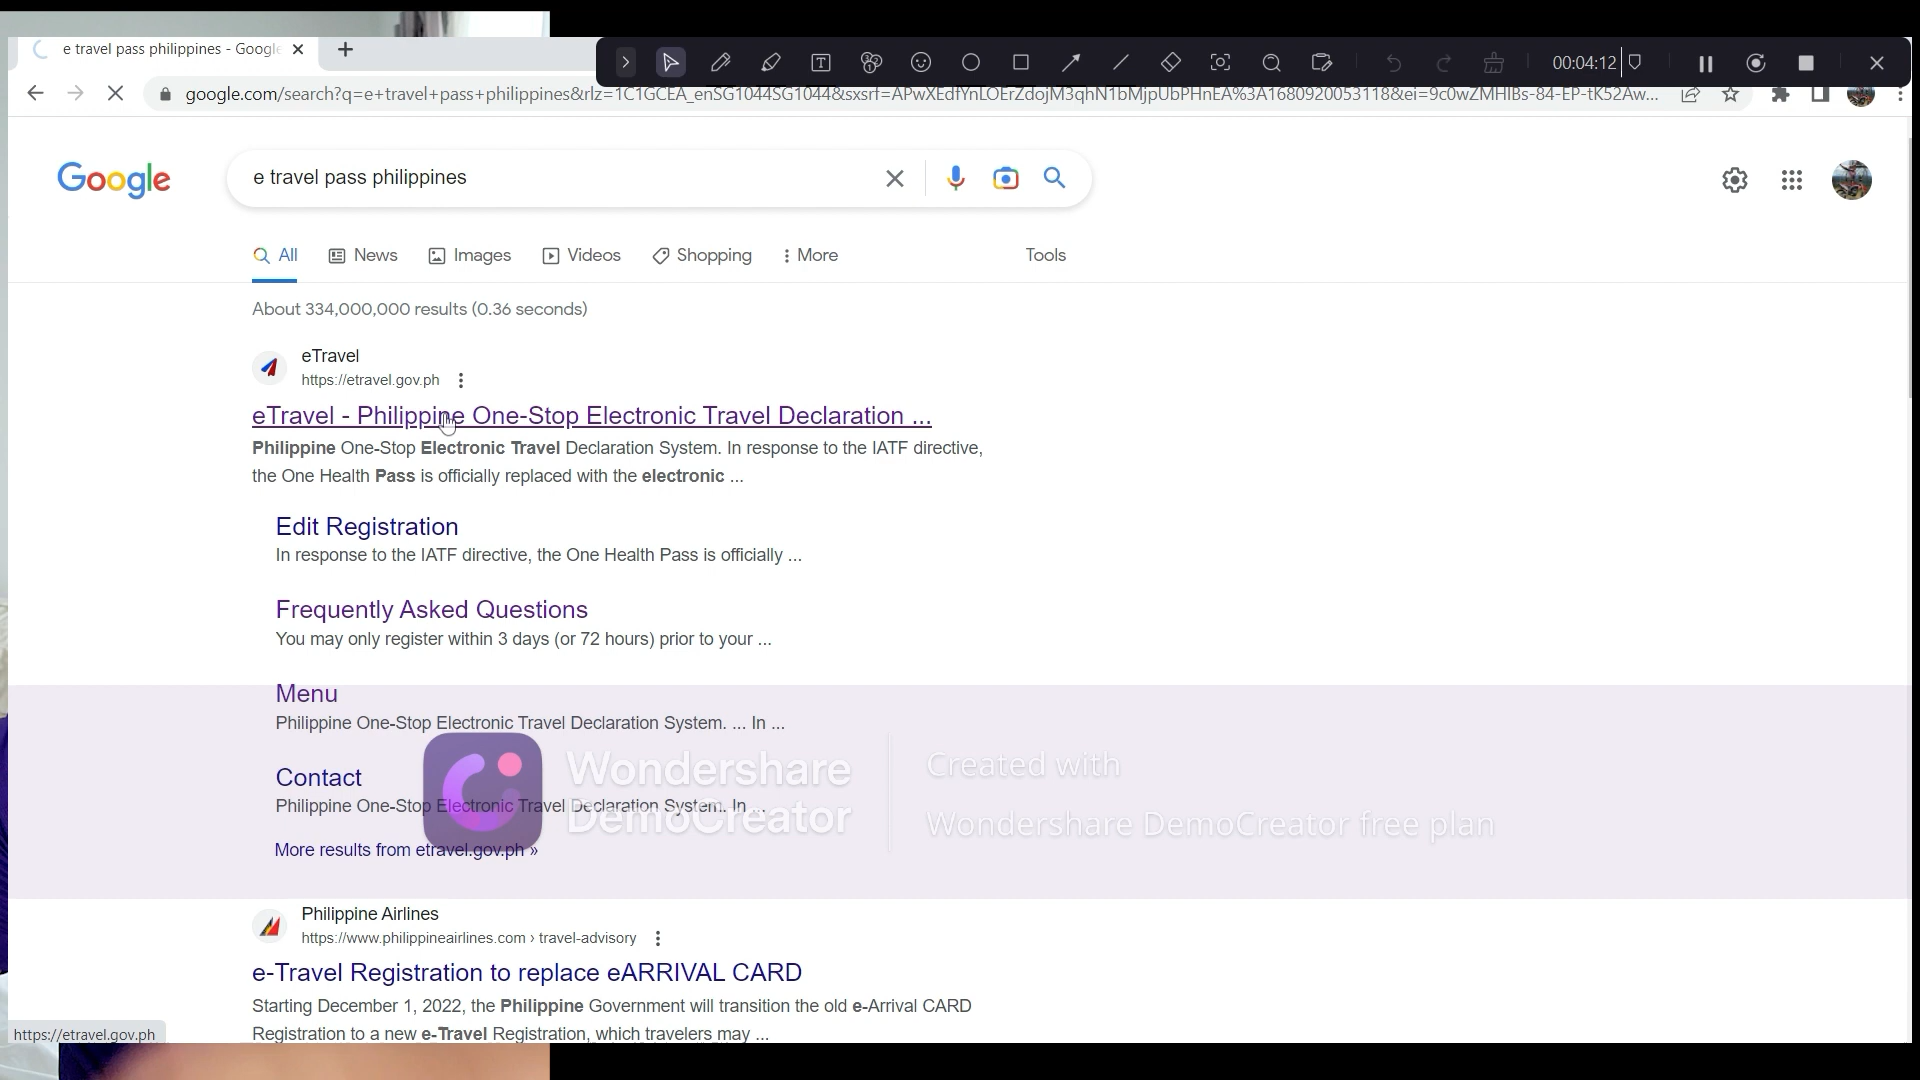 e travel pass philippines - Google
00:04:12
google.com/search?q=e+travel+pass+philippines&rlz=1C1GCEA_enSG1044SG1044&sxsrf=APwXEdfYnLOErZdojM3qhN1bMjpUbPHnEA%3A1680920053118&ei=9c0wZMHIBs-84-EP-tK52Aw...
Google
e travel pass philippines
All
News
Images
Videos
Shopping
More
Tools
About 334,000,000 results (0.36 seconds)
eTravel
https://etravel.gov.ph
eTravel - Philippine One-Stop Electronic Travel Declaration ...
Philippine One-Stop Electronic Travel Declaration System. In response to the IATF directive,
the One Health Pass is officially replaced with the electronic ...
Edit Registration
In response to the IATF directive, the One Health Pass is officially ...
Frequently Asked Questions
You may only register within 3 days (or 72 hours) prior to your ...
Menu
Philippine One-Stop Electronic Travel Declaration System. ... In ...
Contact
Philippine One-Stop Electronic Travel Declaration System. In ...
More results from etravel.gov.ph »
Wondershare
DemoCreator
Created with
Wondershare DemoCreator free plan
Philippine Airlines
https://www.philippineairlines.com › travel-advisory
e-Travel Registration to replace eARRIVAL CARD
Starting December 1, 2022, the Philippine Government will transition the old e-Arrival CARD
Registration to a new e-Travel Registration, which travelers may ...
https://etravel.gov.ph